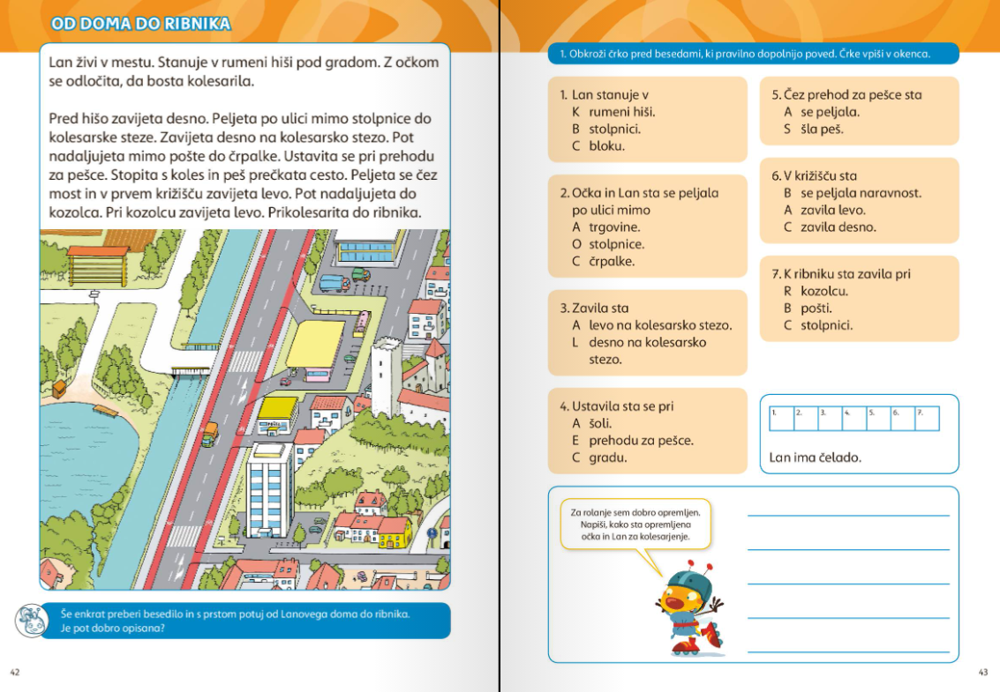 OD DOMA DO RIBNIKA
Lan živi v mestu. Stanuje v rumeni hiši pod gradom. Z očkom
se odločita, da bosta kolesarila.
Pred hišo zavijeta desno. Peljeta po ulici mimo stolpnice do
kolesarske steze. Zavijeta desno na kolesarsko stezo. Pot
nadaljujeta mimo pošte do črpalke. Ustavita se pri prehodu
za pešce. Stopita s koles in peš prečkata cesto. Peljeta se čez
most in v prvem križišču zavijeta levo. Pot nadaljujeta do
kozolca. Pri kozolcu zavijeta levo. Prikolesarita do ribnika.
POŠTA
Še enkrat preberi besedilo in s prstom potuj od Lanovega doma do ribnika.
Je pot dobro opisana?
42
1. Obkroži črko pred besedami, ki pravilno dopolnijo poved. Črke vpiši v okenca.
1. Lan stanuje v
K rumeni hiši.
B stolpnici.
C bloku.
2. Očka in Lan sta se peljala
po ulici mimo
A trgovine.
O stolpnice.
C črpalke.
3. Zavila sta
A levo na kolesarsko stezo.
L desno na kolesarsko
stezo.
4. Ustavila sta se pri
A šoli.
E prehodu za pešce.
C gradu.
5. Čez prehod za pešce sta
A se peljala.
S šla peš.
6. V križišču sta
B se peljala naravnost.
A zavila levo.
C zavila desno.
7. K ribniku sta zavila pri
R kozolcu.
B pošti.
C stolpnici.
1. 2. 3. 4. 5. 6. 7.
Lan ima čelado.
Za rolanje sem dobro opremljen.
Napiši, kako sta opremljena
očka in Lan za kolesarjenje.
43